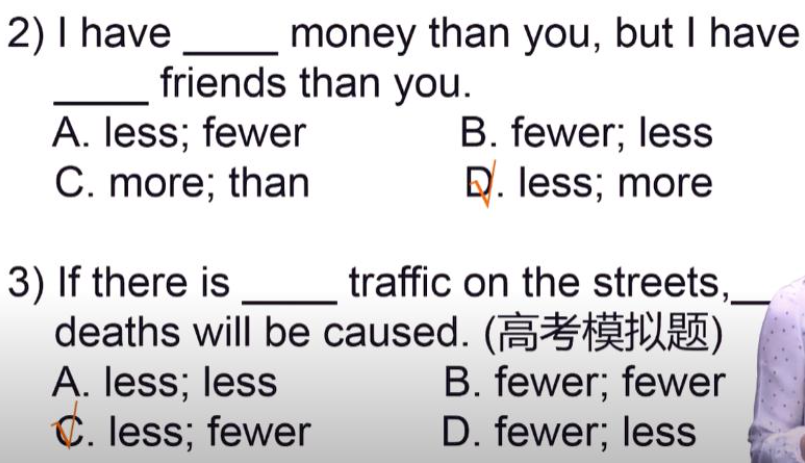 2) I have _____ money than you, but I have
_____ friends than you.
A. less; fewer B. fewer; less
C. more; than D. less; more
3) If there is _____ traffic on the streets,__
deaths will be caused. (高考模拟题)
A. less; less B. fewer; fewer
C. less; fewer D. fewer; less